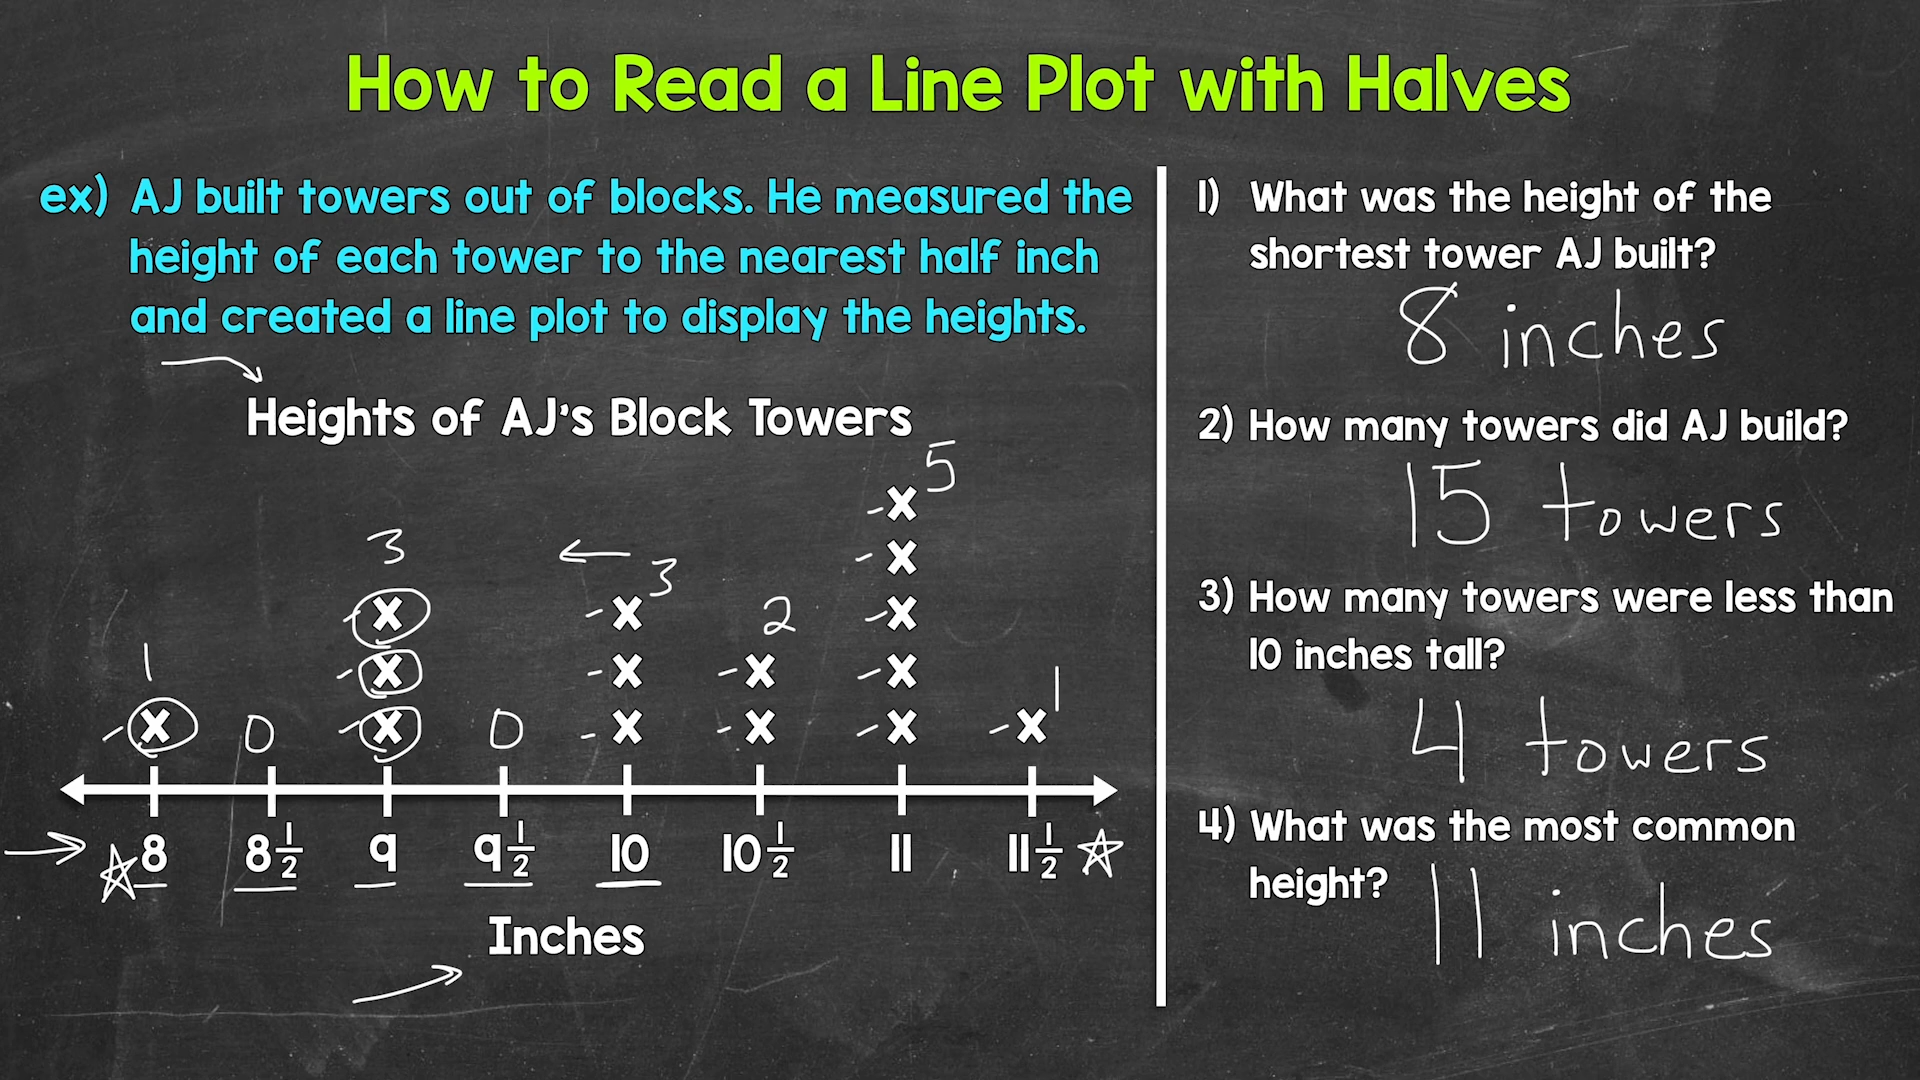 How to Read a Line Plot with Halves
ex) AJ built towers out of blocks. He measured the
height of each tower to the nearest half inch
and created a line plot to display the heights.
Heights of AJ's Block Towers
5
3
3
2
1
1
0
0
8 8 1/2 9 9 1/2 10 10 1/2 11 11 1/2
Inches
1) What was the height of the
shortest tower AJ built?
8 inches
2) How many towers did AJ build?
15 towers
3) How many towers were less than
10 inches tall?
4 towers
4) What was the most common
height?
11 inches